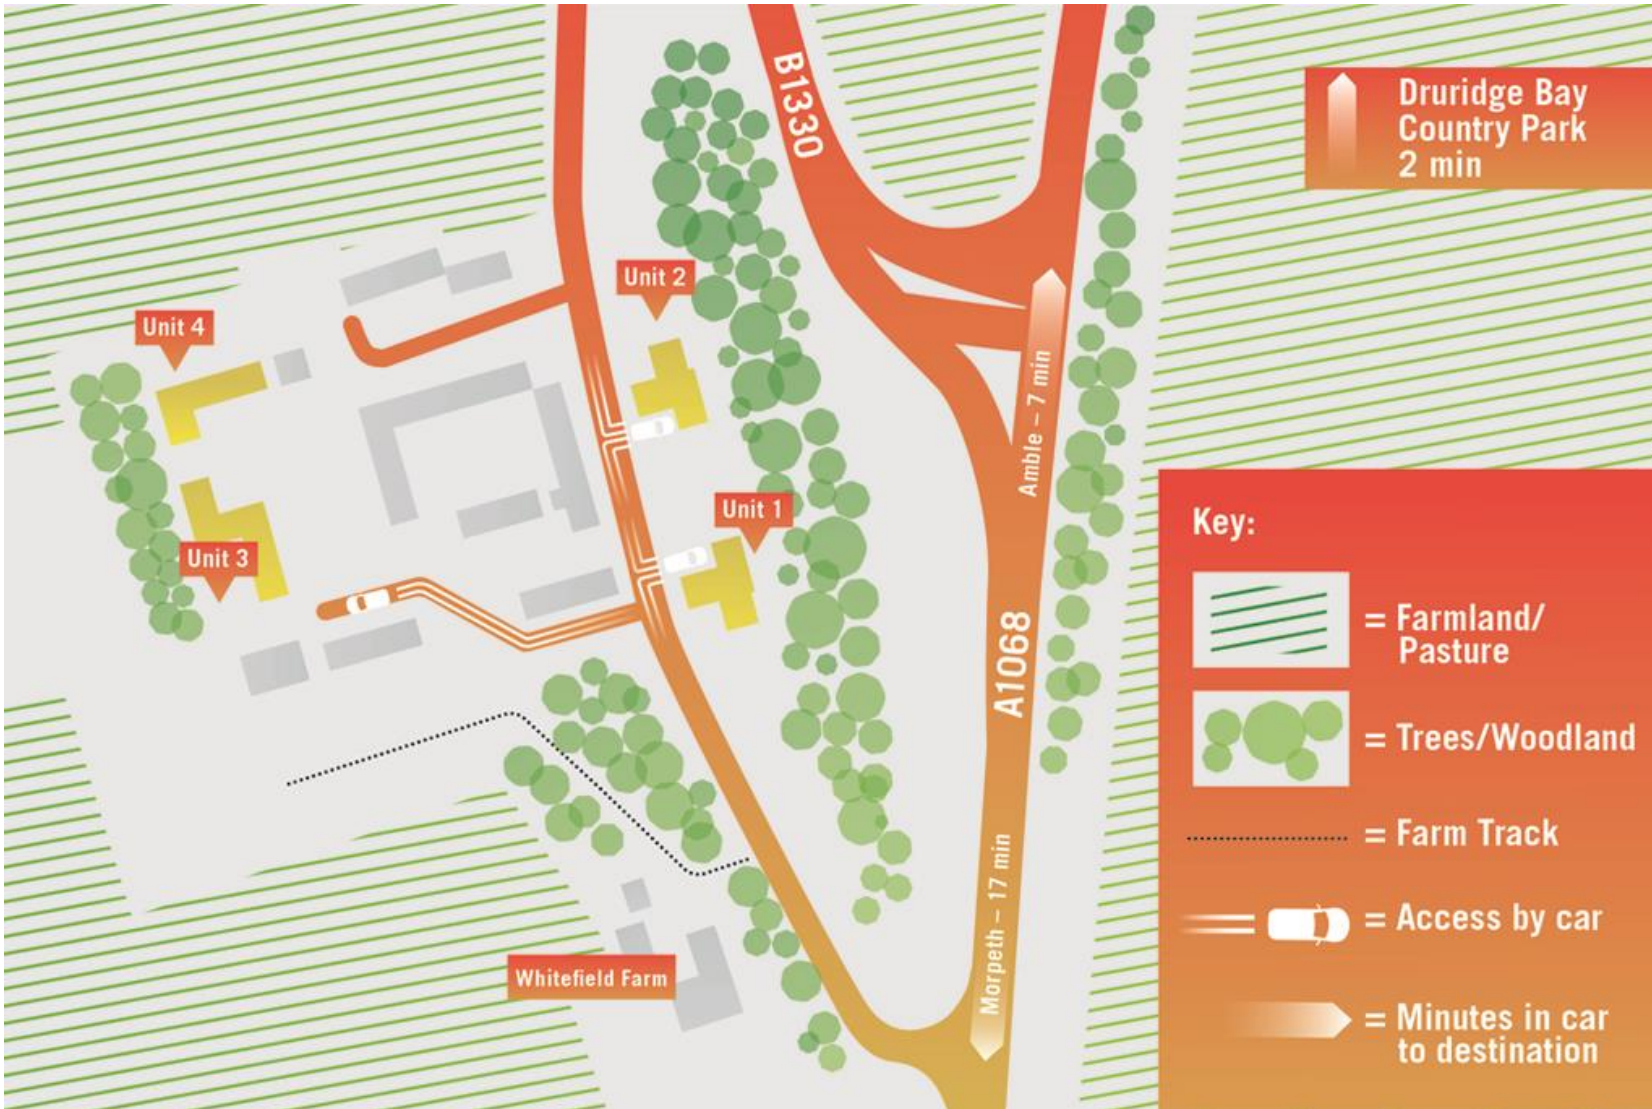 B1330
Druridge Bay
Country Park
2 min
Unit 2
Unit 4
Amble – 7 min
Unit 1
Unit 3
A1068
Morpeth – 17 min
Whitefield Farm
Key:
= Farmland/
Pasture
= Trees/Woodland
= Farm Track
= Access by car
= Minutes in car
to destination